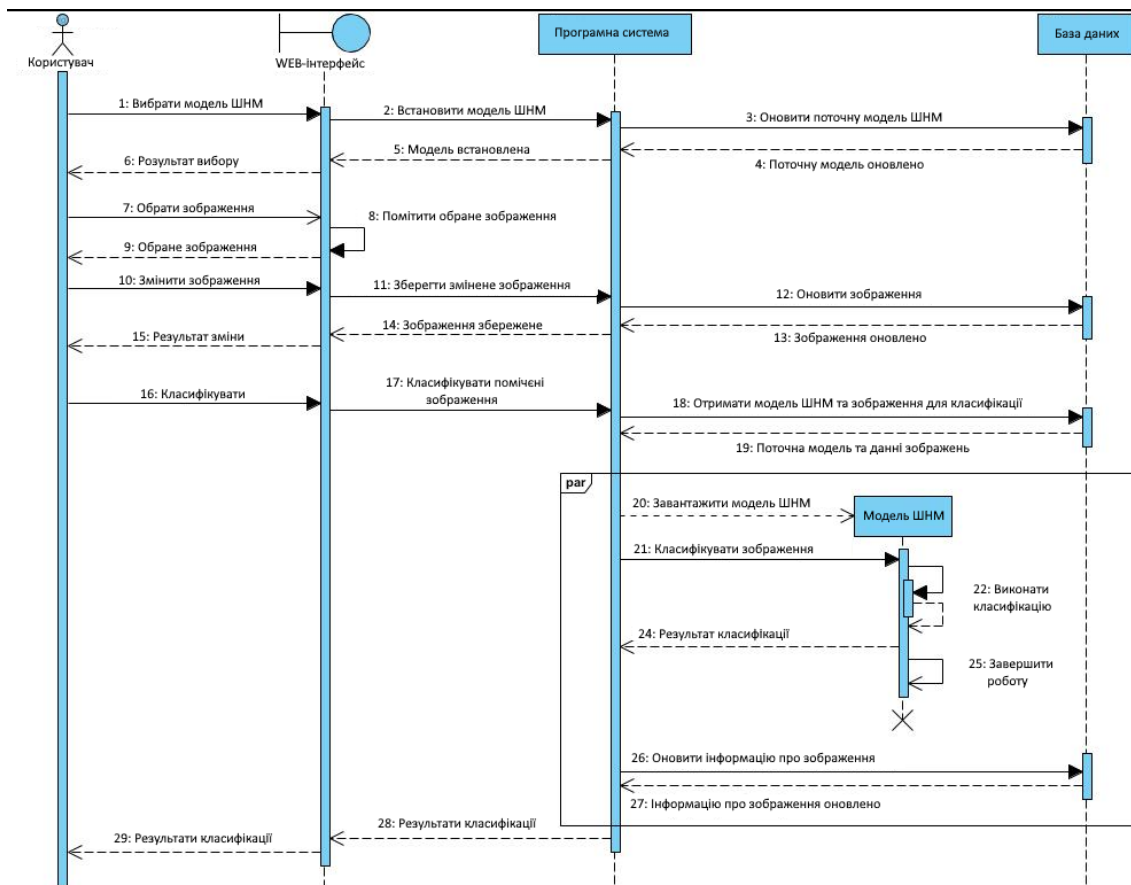 Користувач
WEB-інтерфейс
Програмна система
База даних
1: Вибрати модель ШНМ
2: Встановити модель ШНМ
3: Оновити поточну модель ШНМ
4: Поточну модель оновлено
5: Модель встановлена
6: Розультат вибору
7: Обрати зображення
8: Помітити обране зображення
9: Обране зображення
10: Змінити зображення
11: Зберегти змінене зображення
12: Оновити зображення
13: Зображення оновлено
14: Зображення збережене
15: Результат зміни
16: Класифікувати
17: Класифікувати помічєні
зображення
18: Отримати модель ШНМ та зображення для класифікації
19: Поточна модель та данні зображень
par
20: Завантажити модель ШНМ
Модель ШНМ
21: Класифікувати зображення
22: Виконати
класифікацію
24: Результат класифікації
25: Завершити
роботу
26: Оновити інформацію про зображення
27: Інформацію про зображення оновлено
28: Результати класифікації
29: Результати класифікації